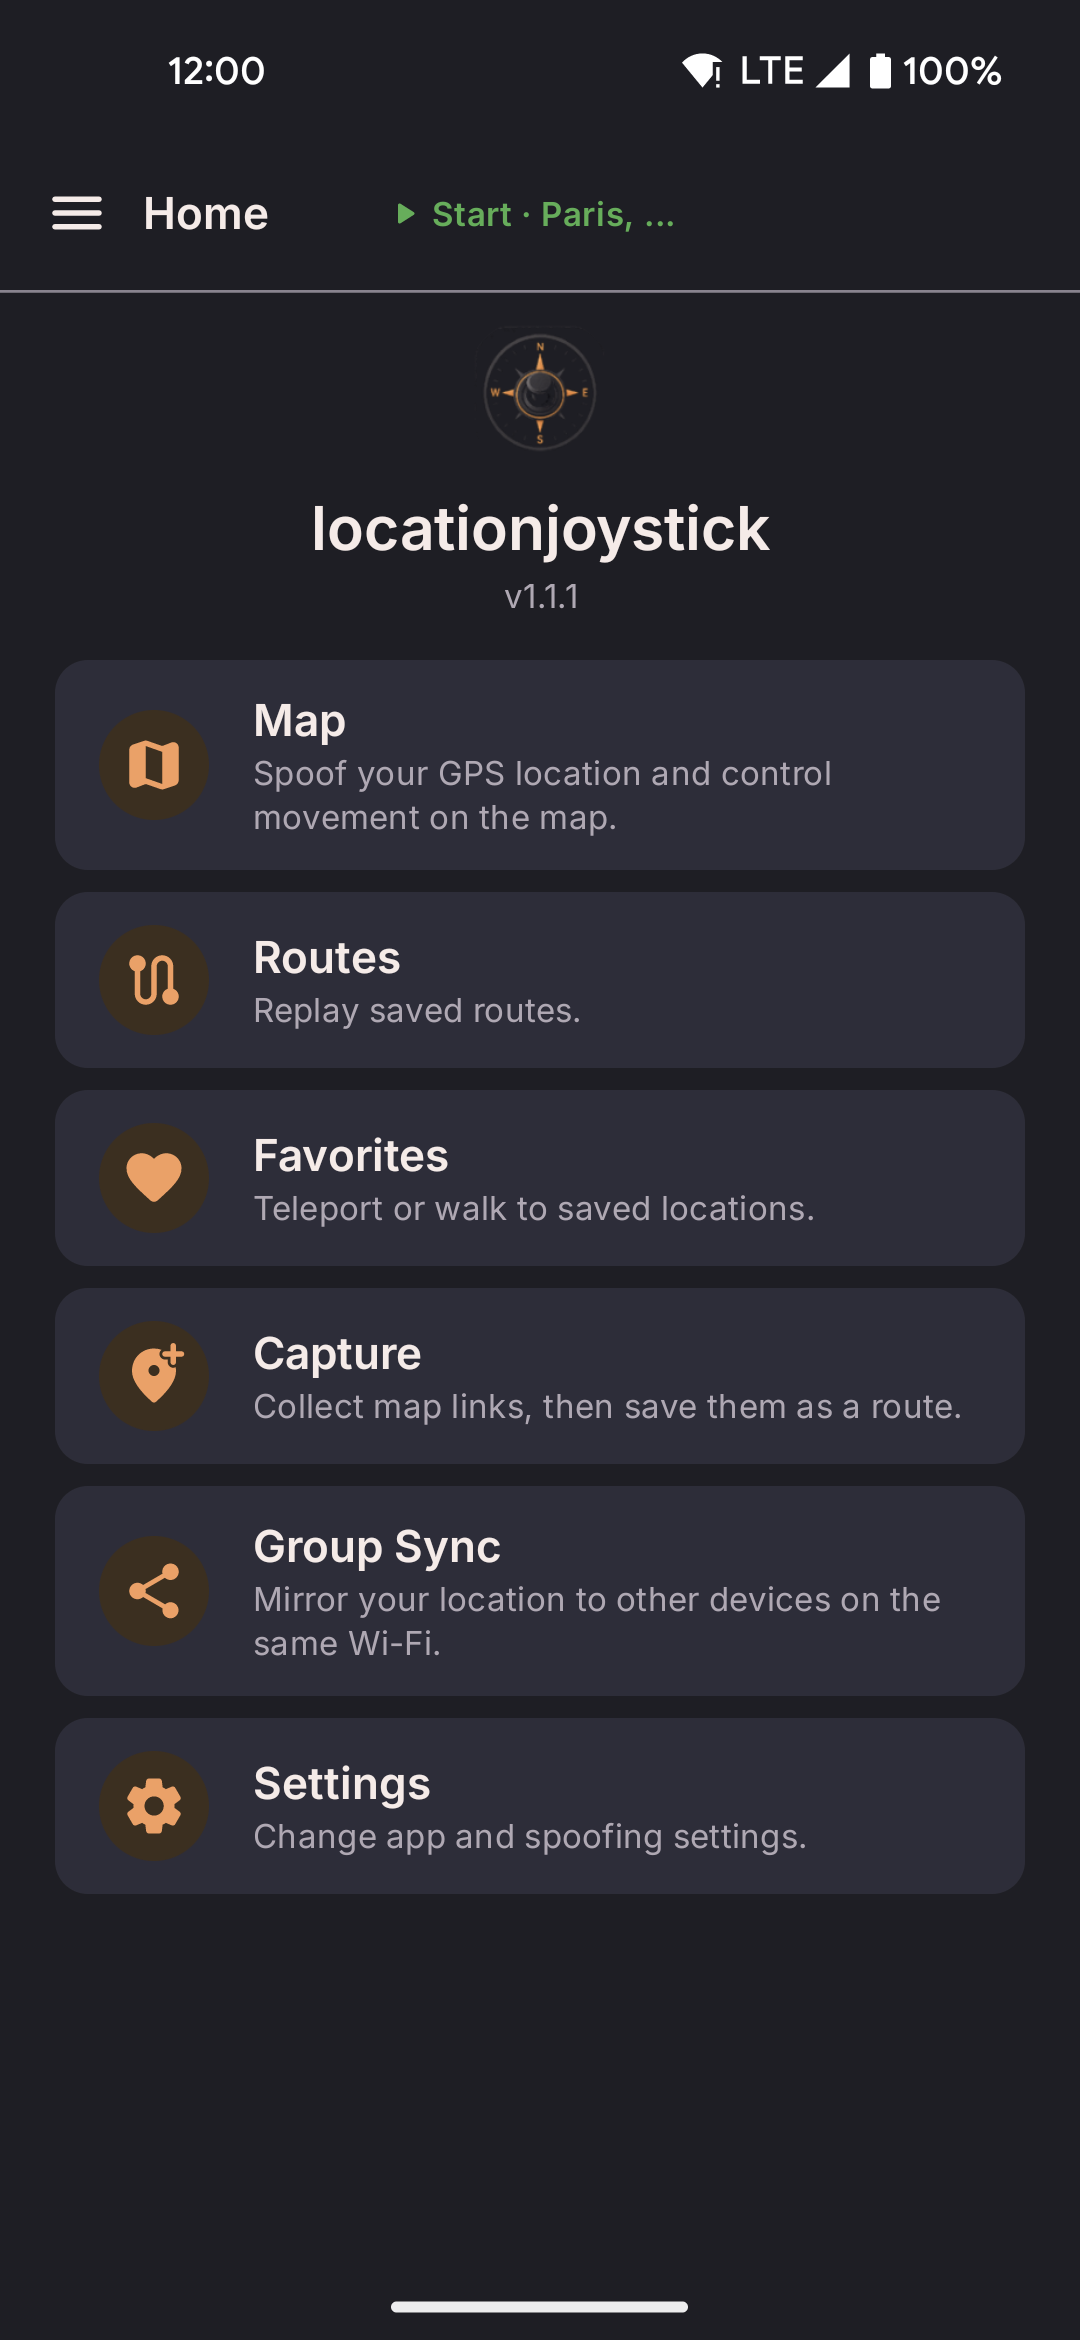 12:00 LTE 100%
Home
Start · Paris, ...
N
W E
S
locationjoystick
v1.1.1
Map
Spoof your GPS location and control
movement on the map.
Routes
Replay saved routes.
Favorites
Teleport or walk to saved locations.
Capture
Collect map links, then save them as a route.
Group Sync
Mirror your location to other devices on the
same Wi-Fi.
Settings
Change app and spoofing settings.